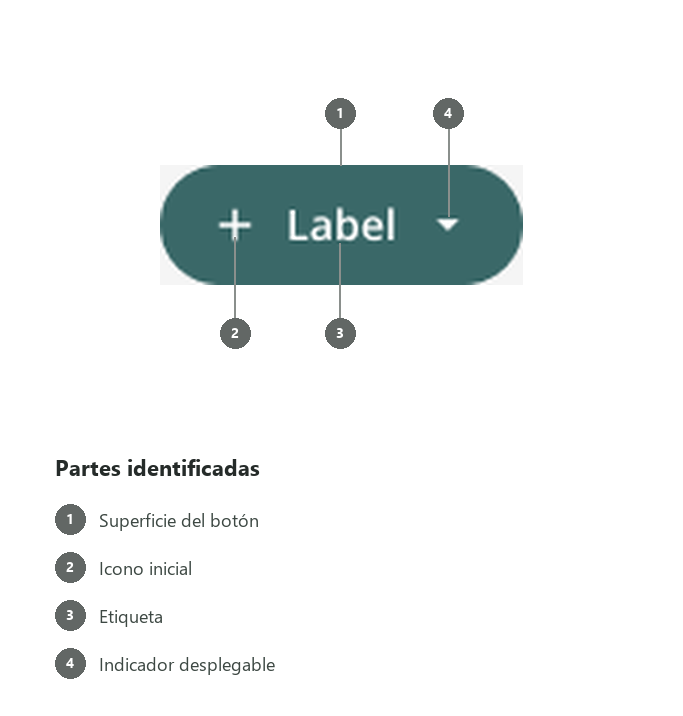 1 4
Label
2 3
Partes identificadas
1 Superficie del botón
2 Icono inicial
3 Etiqueta
4 Indicador desplegable